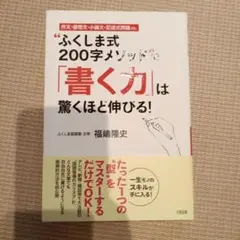 作文・感想文・小論文・記述式問題etc.
“ふくしま式
200字メソッドで
「書く力」は
驚くほど伸びる!
ふくしま国語塾 主宰 福嶋隆史
たった1つの
“型”を
マスターする
だけでOK!
一生モノの
スキルが
手に入る!
大和出版